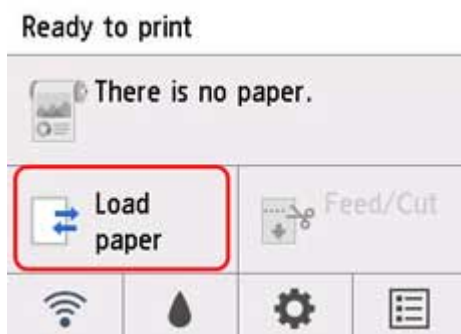 Ready to print
There is no paper.
Load
paper
Feed/Cut